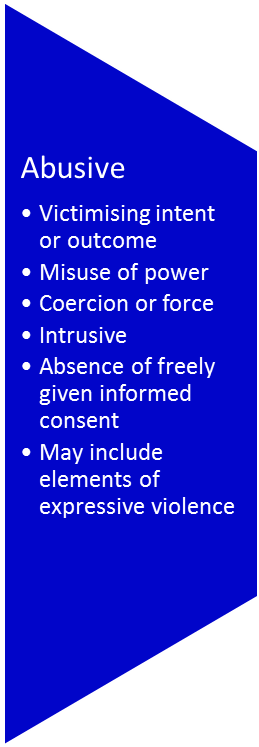 Abusive
• Victimising intent
or outcome
• Misuse of power
• Coercion or force
• Intrusive
• Absence of freely
given informed
consent
• May include
elements of
expressive violence